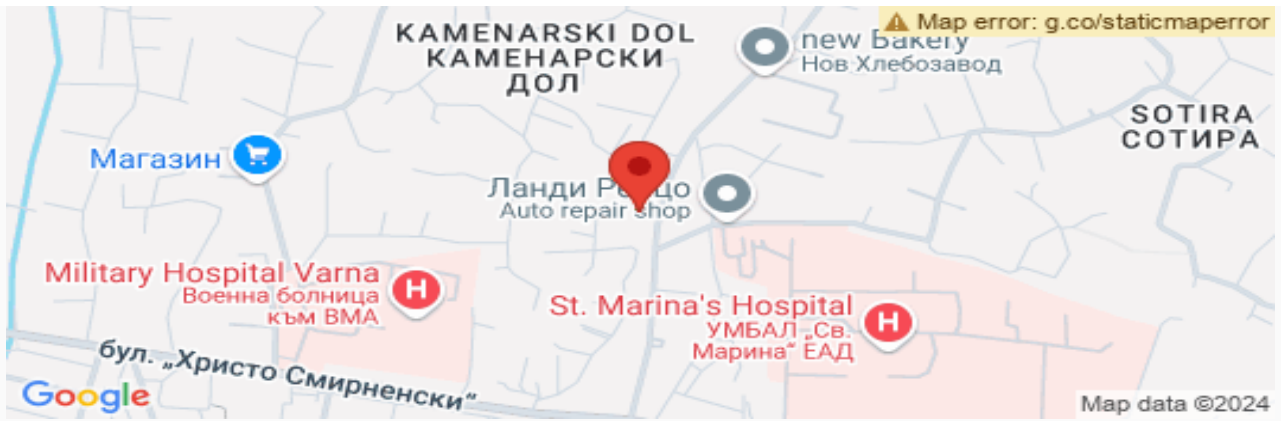 Map error: g.co/staticmaperror
KAMENARSKI DOL
КАМЕНАРСКИ
ДОЛ
new Bakery
Нов Хлебозавод
SOTIRA
СОТИРА
Магазин
Ланди
Auto repair shop
Military Hospital Varna
Военна болница
към ВМА
St. Marina's Hospital
УМБАЛ „Св.
Марина“ ЕАД
бул. „Христо Смирненски“
Google
Map data ©2024